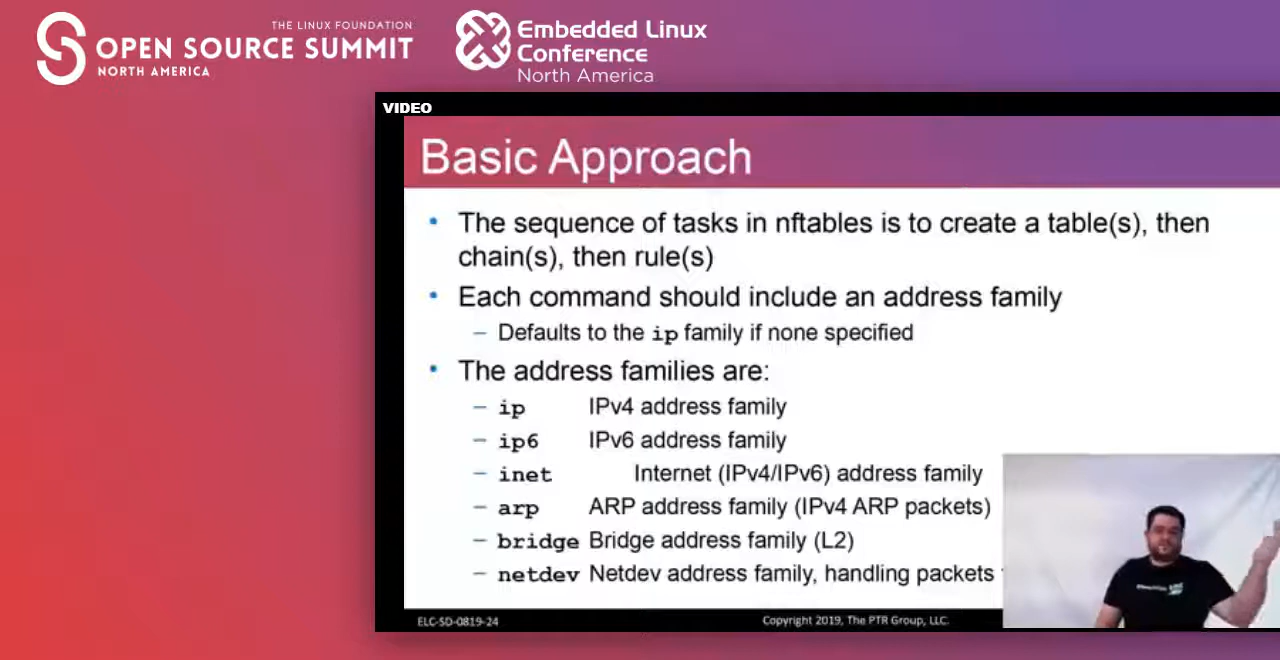 THE LINUX FOUNDATION
OPEN SOURCE SUMMIT
NORTH AMERICA
Embedded Linux
Conference
North America
VIDEO
Basic Approach
• The sequence of tasks in nftables is to create a table(s), then
chain(s), then rule(s)
• Each command should include an address family
– Defaults to the ip family if none specified
• The address families are:
– ip IPv4 address family
– ip6 IPv6 address family
– inet Internet (IPv4/IPv6) address family
– arp ARP address family (IPv4 ARP packets)
– bridge Bridge address family (L2)
– netdev Netdev address family, handling packets
ELC-SD-0819-24
Copyright 2019, The PTR Group, LLC.